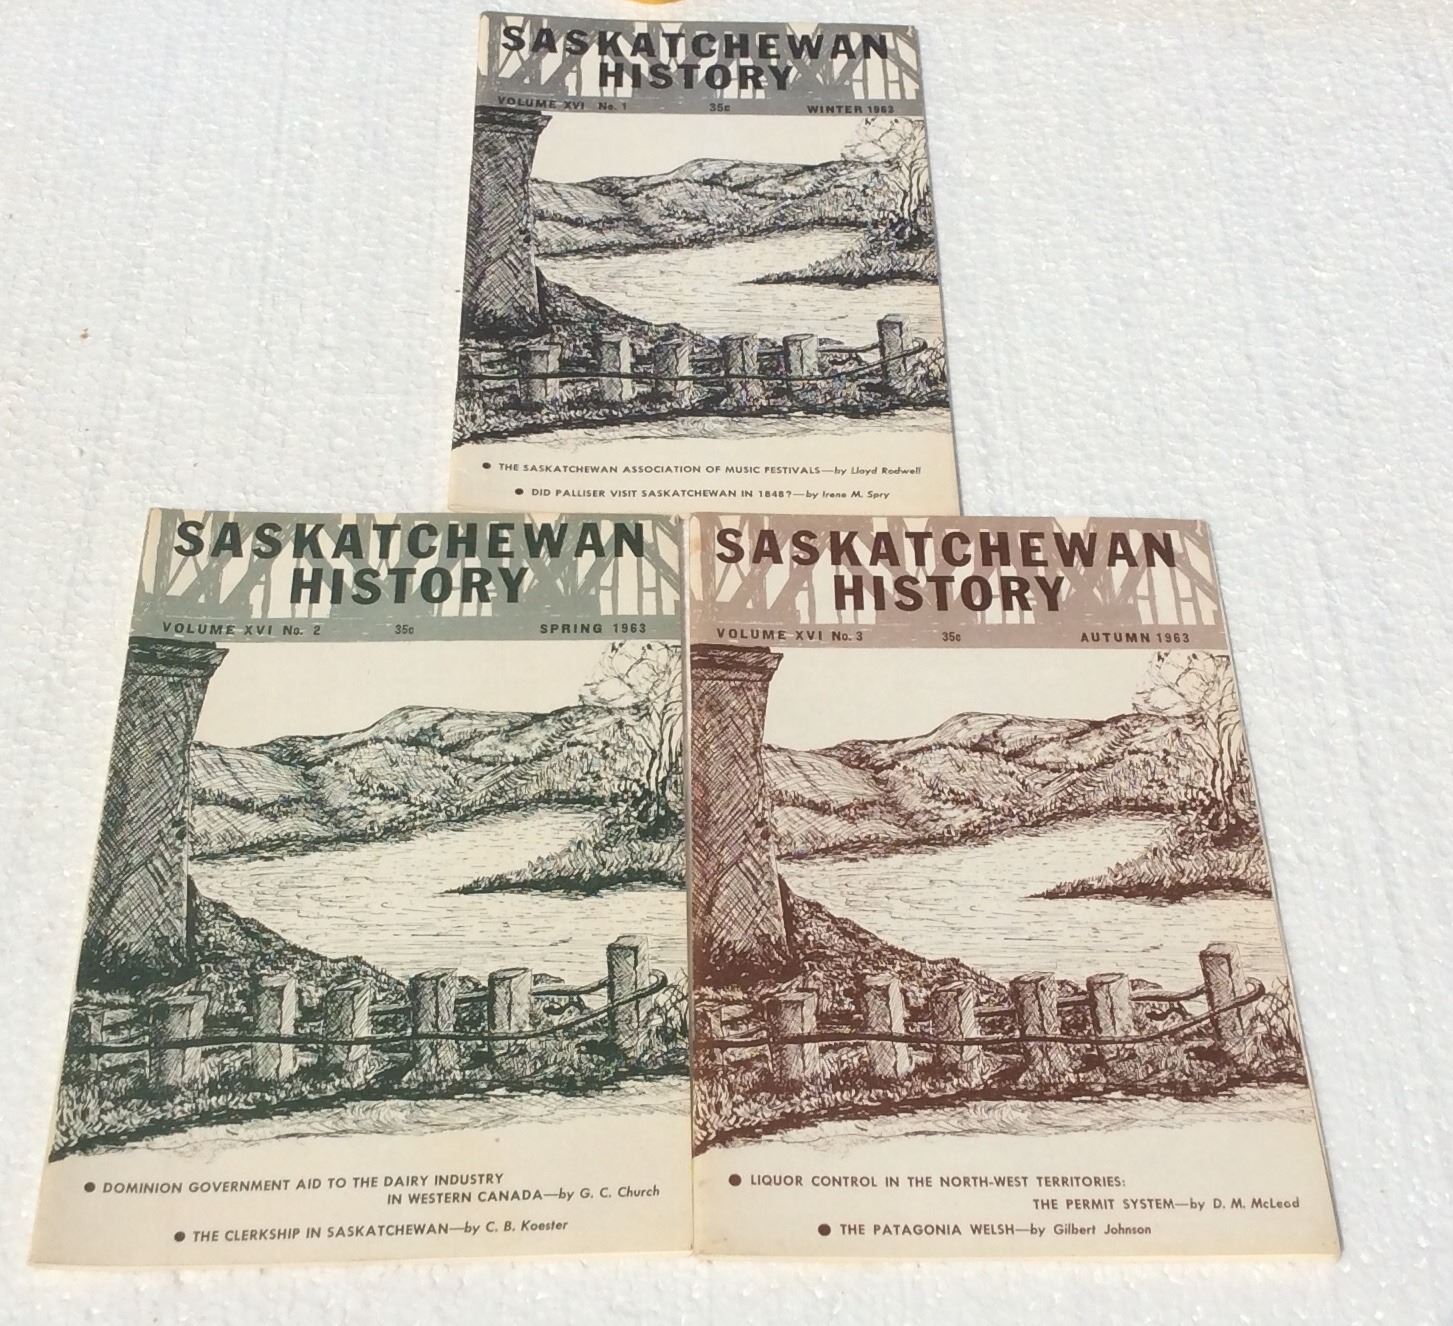 SASKATCHEWAN
HISTORY
VOLUME XVI No. 1 35c WINTER 1963
● THE SASKATCHEWAN ASSOCIATION OF MUSIC FESTIVALS—by Lloyd Rodwell
● DID PALLISER VISIT SASKATCHEWAN IN 1848?—by Irene M. Spry
SASKATCHEWAN
HISTORY
VOLUME XVI No. 2 35c SPRING 1963
● DOMINION GOVERNMENT AID TO THE DAIRY INDUSTRY
IN WESTERN CANADA—by G. C. Church
● THE CLERKSHIP IN SASKATCHEWAN—by C. B. Koester
SASKATCHEWAN
HISTORY
VOLUME XVI No. 3 35c AUTUMN 1963
● LIQUOR CONTROL IN THE NORTH-WEST TERRITORIES:
THE PERMIT SYSTEM—by D. M. McLeod
● THE PATAGONIA WELSH—by Gilbert Johnson